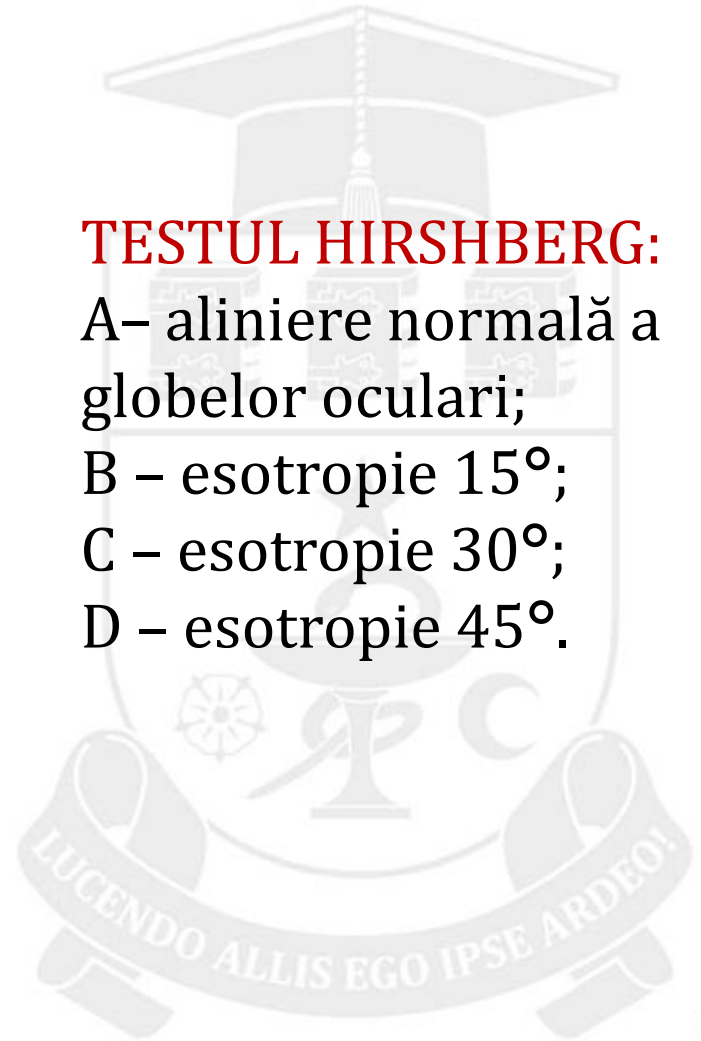 TESTUL HIRSHBERG:
A– aliniere normală a
globelor oculari;
B – esotropie 15°;
C – esotropie 30°;
D – esotropie 45°.
LUCENDO ALLIS EGO IPSE ARDEO!